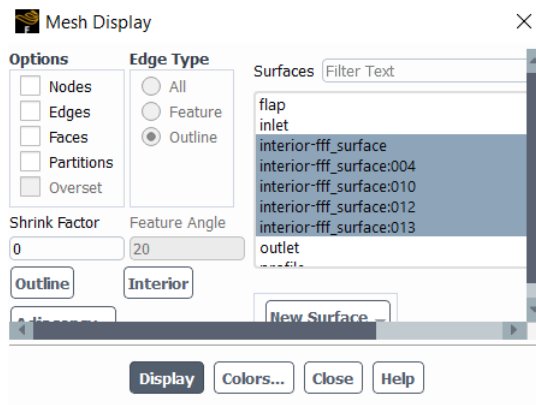 Mesh Display
Options
Nodes
Edges
Faces
Partitions
Overset
Edge Type
All
Feature
Outline
Shrink Factor
0
Feature Angle
20
Outline
Interior
Surfaces Filter Text
flap
inlet
interior-fff_surface
interior-fff_surface:004
interior-fff_surface:010
interior-fff_surface:012
interior-fff_surface:013
outlet
New Surface
Display
Colors...
Close
Help